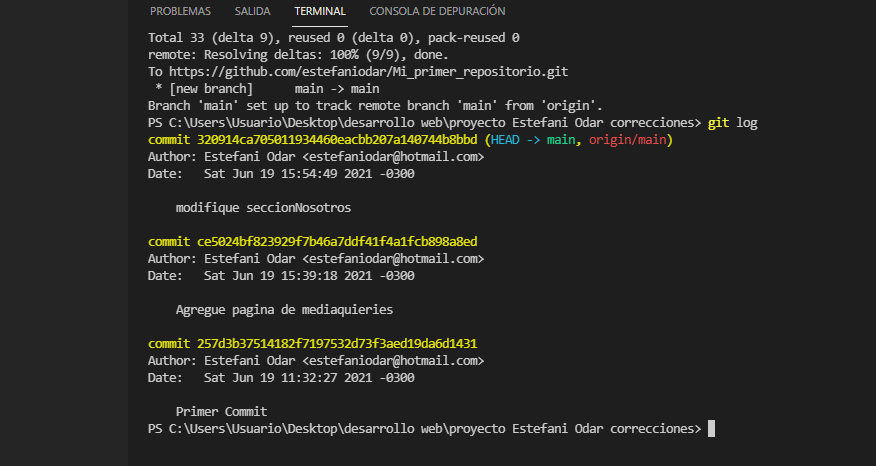 PROBLEMAS SALIDA TERMINAL CONSOLA DE DEPURACIÓN
Total 33 (delta 9), reused 0 (delta 0), pack-reused 0
remote: Resolving deltas: 100% (9/9), done.
To https://github.com/estefaniodar/Mi_primer_repositorio.git
 * [new branch]      main -> main
Branch 'main' set up to track remote branch 'main' from 'origin'.
PS C:\Users\Usuario\Desktop\desarrollo web\proyecto Estefani Odar correcciones> git log
commit 320914ca705011934460eacbb207a140744b8bbd (HEAD -> main, origin/main)
Author: Estefani Odar <estefaniodar@hotmail.com>
Date:   Sat Jun 19 15:54:49 2021 -0300
    modifique seccionNosotros
commit ce5024bf823929f7b46a7ddf41f4a1fcb898a8ed
Author: Estefani Odar <estefaniodar@hotmail.com>
Date:   Sat Jun 19 15:39:18 2021 -0300
    Agregue pagina de mediaquieries
commit 257d3b37514182f7197532d73f3aed19da6d1431
Author: Estefani Odar <estefaniodar@hotmail.com>
Date:   Sat Jun 19 11:32:27 2021 -0300
    Primer Commit
PS C:\Users\Usuario\Desktop\desarrollo web\proyecto Estefani Odar correcciones>